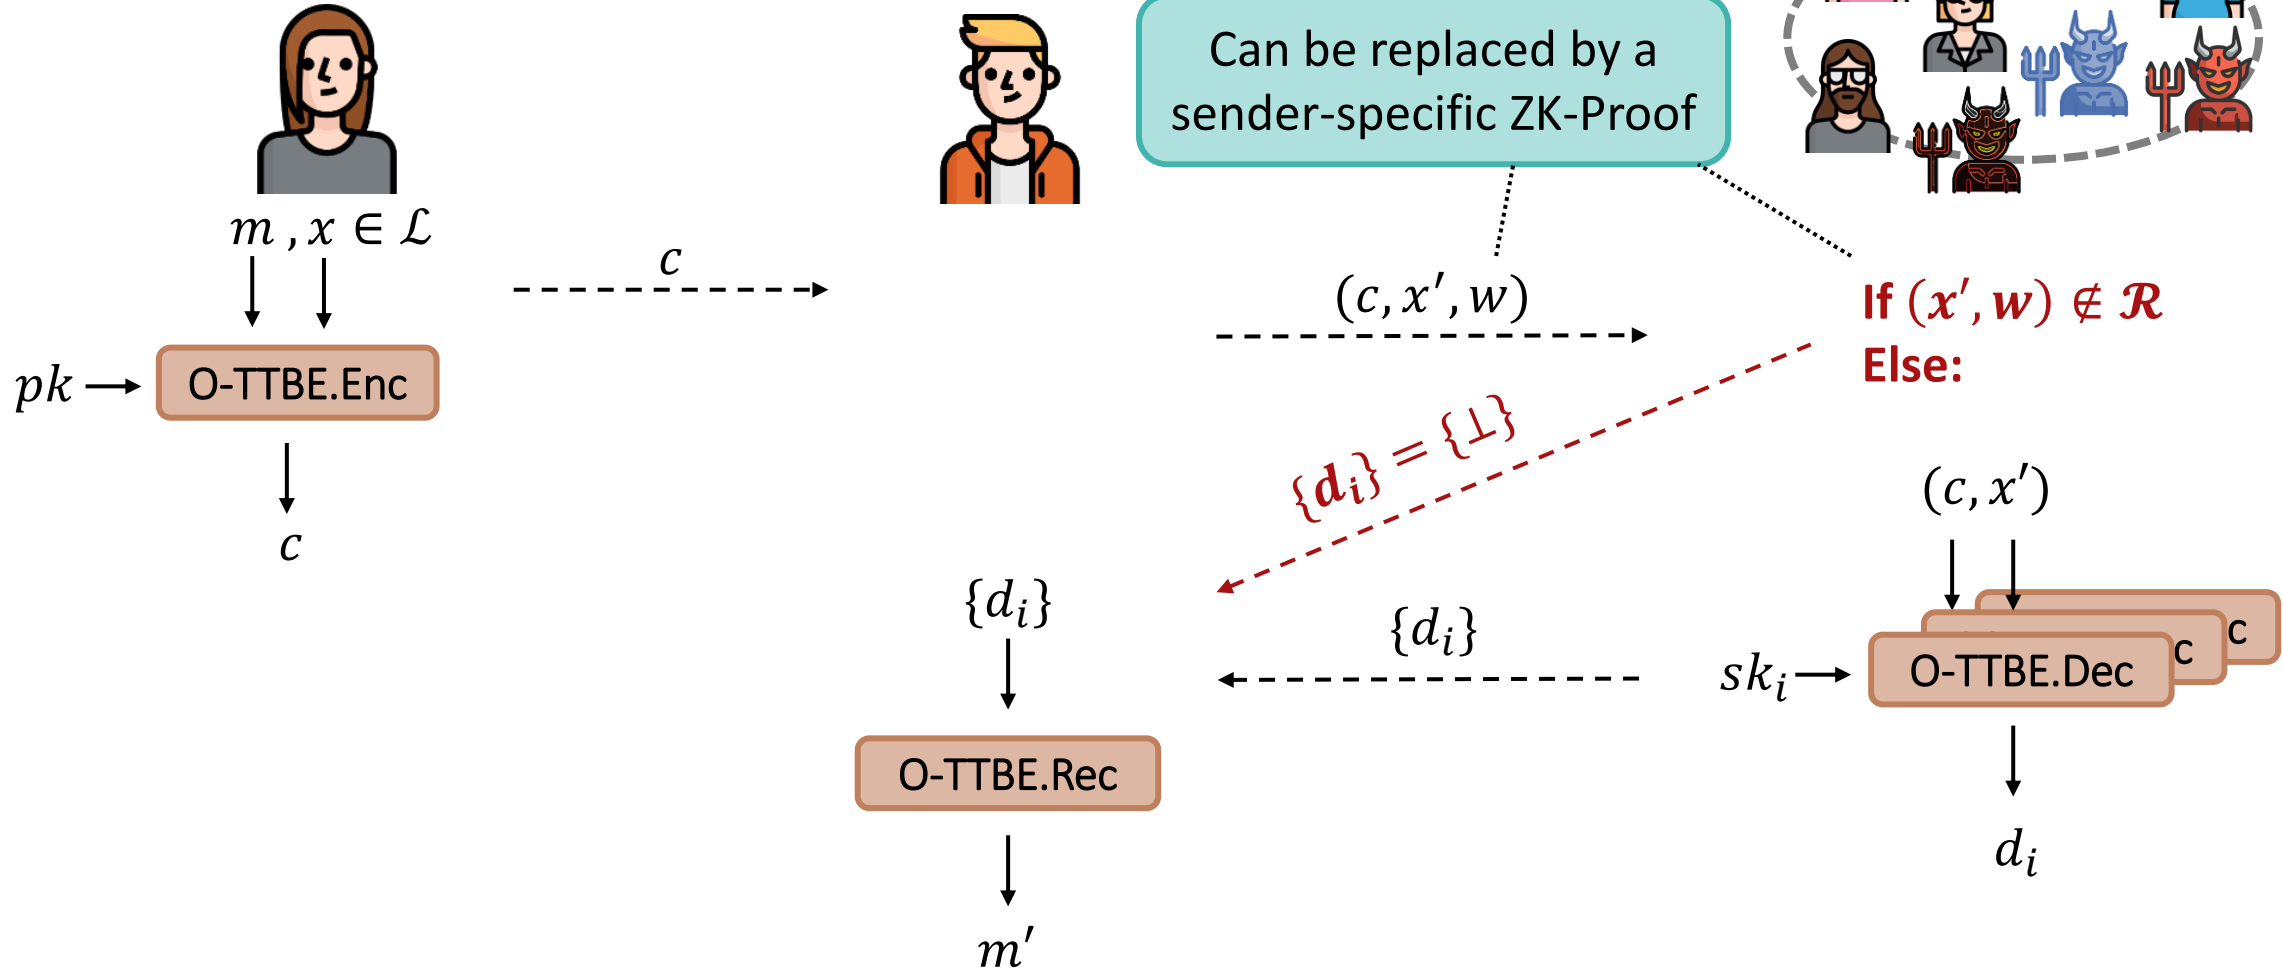 Can be replaced by a
sender-specific ZK-Proof
m , x ∈ ℒ
c
(c, x′, w)
If (x′, w) ∉ ℛ
Else:
pk
O-TTBE.Enc
{d_i} = {⊥}
(c, x′)
c
{d_i}
{d_i}
c
c
sk_i
O-TTBE.Dec
O-TTBE.Rec
d_i
m′